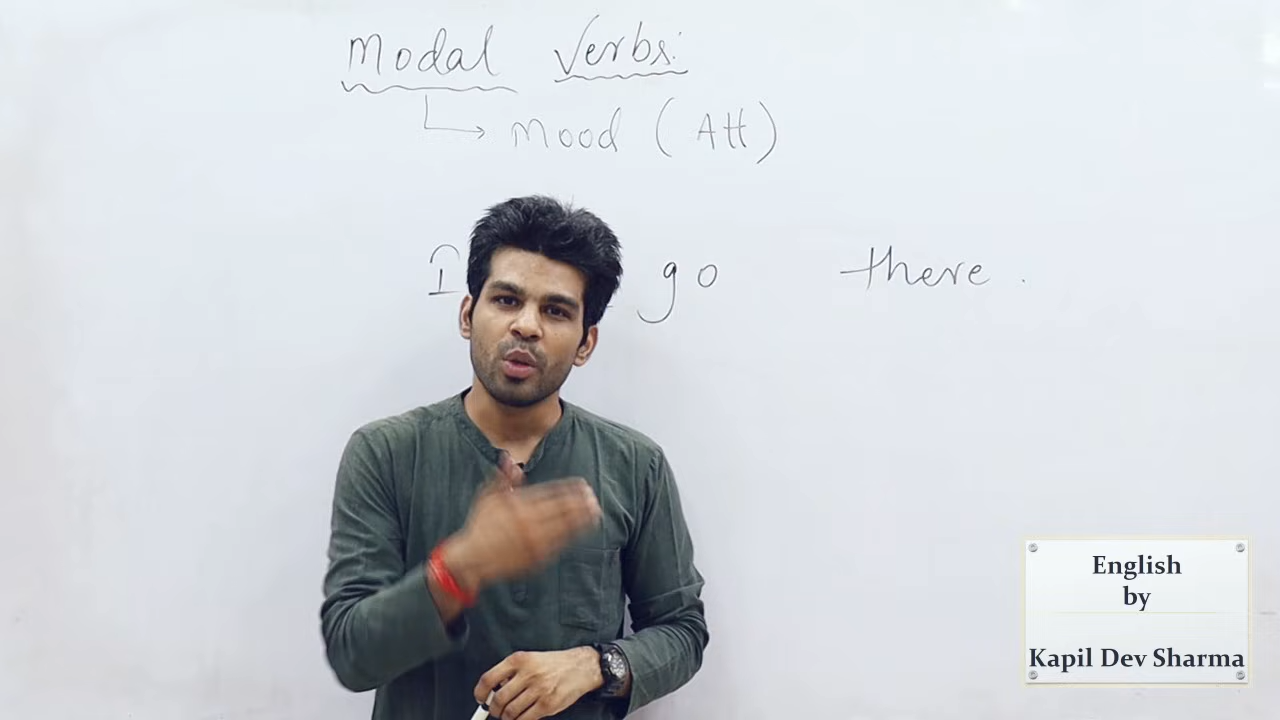 Modal Verbs:
Mood (Att)
I go there.
English
by
Kapil Dev Sharma